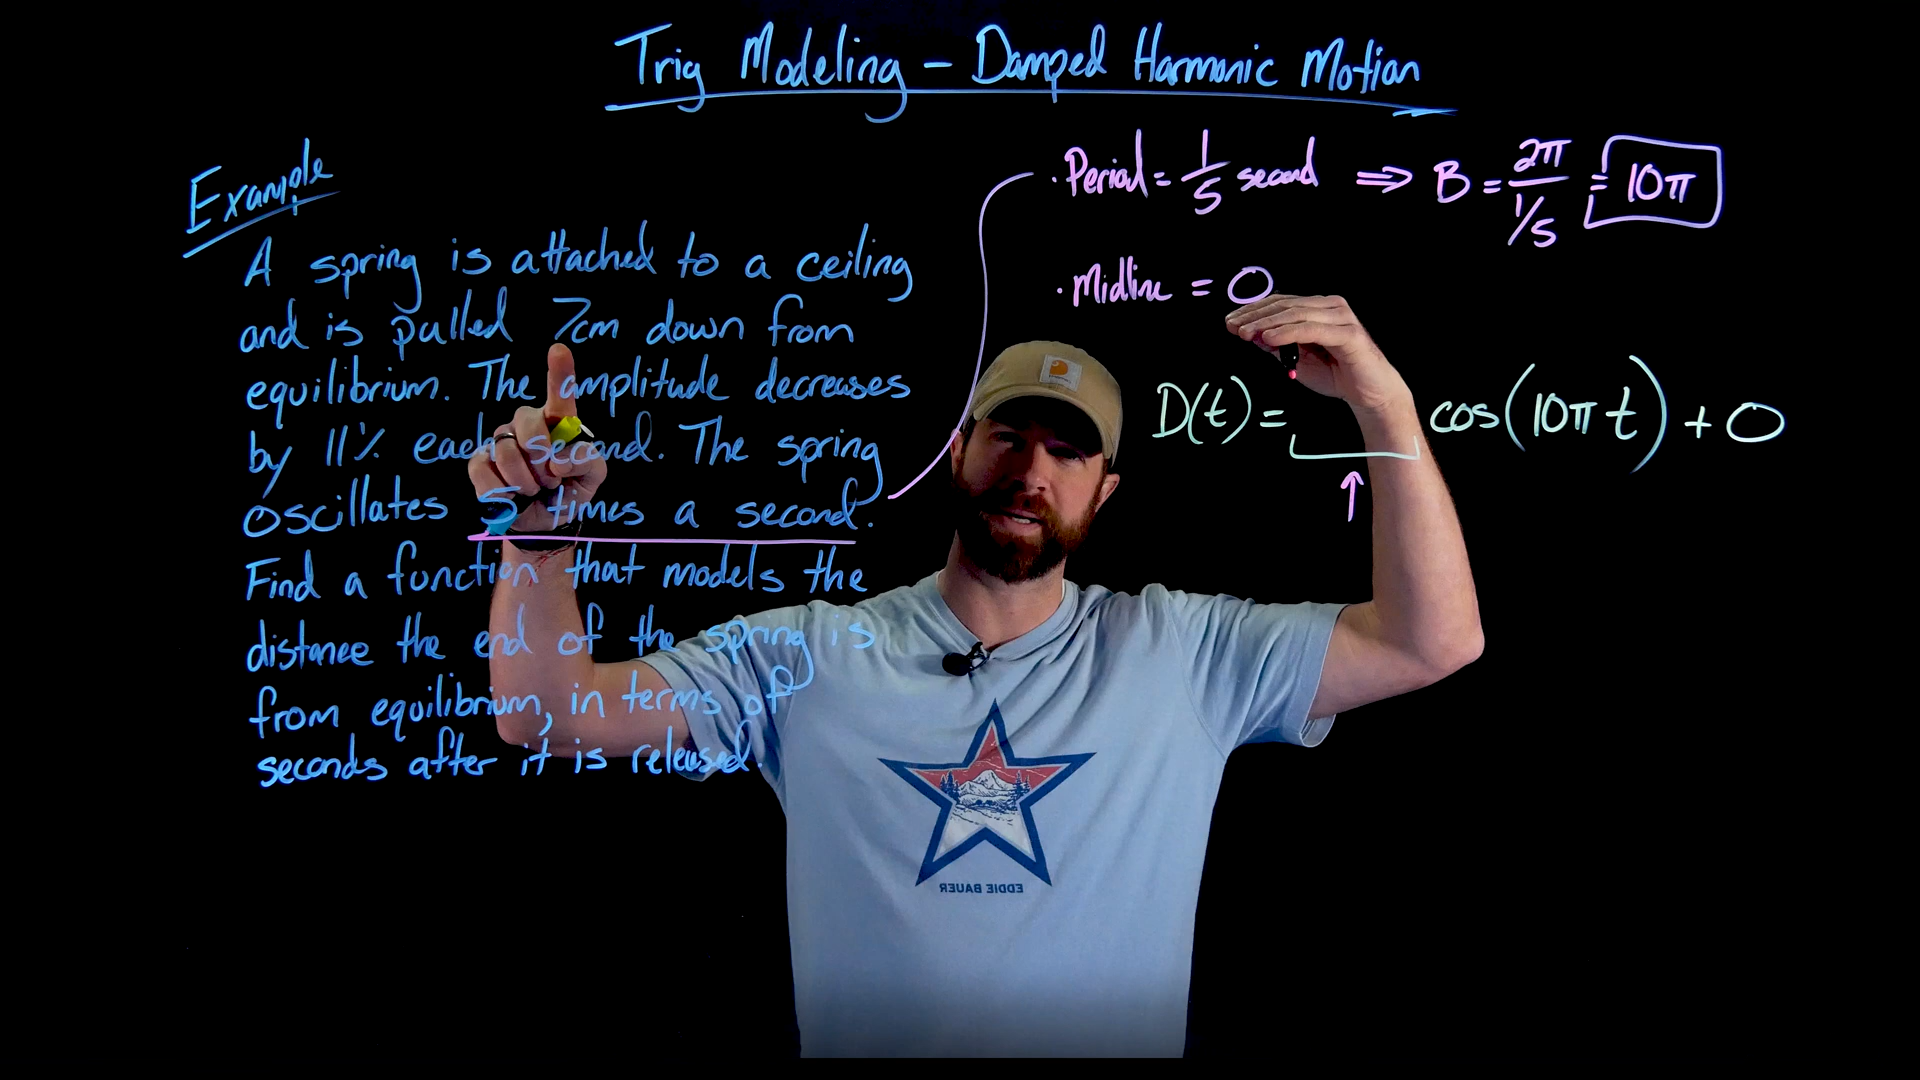 Trig Modeling - Damped Harmonic Motion
Example
A spring is attached to a ceiling
and is pulled 7cm down from
equilibrium. The amplitude decreases
by 11% each second. The spring
oscillates 5 times a second.
Find a function that models the
distance the end of the spring is
from equilibrium, in terms of
seconds after it is released.
· Period = 1/5 second ⇒ B = 2π / 1/5 = 10π
· Midline = 0
D(t) = cos(10π t) + 0
↑
EDDIE BAUER